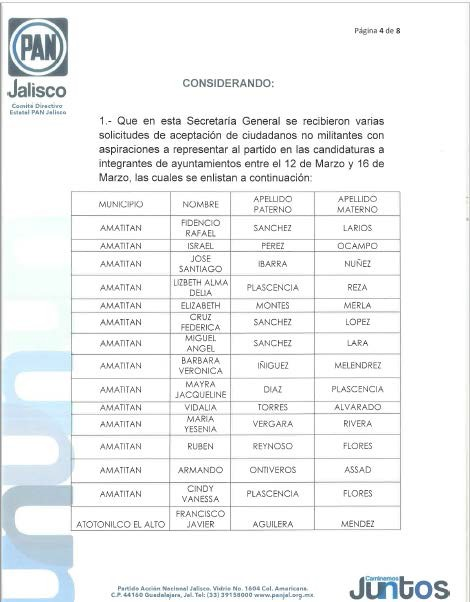 PAN
Jalisco
Comité Directivo
Estatal PAN Jalisco
Página 4 de 8
CONSIDERANDO:
1.- Que en esta Secretaría General se recibieron varias
solicitudes de aceptación de ciudadanos no militantes con
aspiraciones a representar al partido en las candidaturas a
integrantes de ayuntamientos entre el 12 de Marzo y 16 de
Marzo, las cuales se enlistan a continuación:
MUNICIPIO NOMBRE APELLIDO PATERNO APELLIDO MATERNO
AMATITAN FIDENCIO RAFAEL SANCHEZ LARIOS
AMATITAN ISRAEL PEREZ OCAMPO
AMATITAN JOSE SANTIAGO IBARRA NUÑEZ
AMATITAN LIZBETH ALMA DELIA PLASCENCIA REZA
AMATITAN ELIZABETH MONTES MERLA
AMATITAN CRUZ FEDERICA SANCHEZ LOPEZ
AMATITAN MIGUEL ANGEL SANCHEZ LARA
AMATITAN BARBARA VERONICA IÑIGUEZ MELENDREZ
AMATITAN MAYRA JACQUELINE DIAZ PLASCENCIA
AMATITAN VIDALIA TORRES ALVARADO
AMATITAN MARIA YESENIA VERGARA RIVERA
AMATITAN RUBEN REYNOSO FLORES
AMATITAN ARMANDO ONTIVEROS ASSAD
AMATITAN CINDY VANESSA PLASCENCIA FLORES
ATOTONILCO EL ALTO FRANCISCO JAVIER AGUILERA MENDEZ
Partido Acción Nacional Jalisco. Vidrio No. 1604 Col. Americana.
C.P. 44160 Guadalajara, Jal. Tel: (33) 39158000 www.panjal.org.mx
Caminemos
Juntos